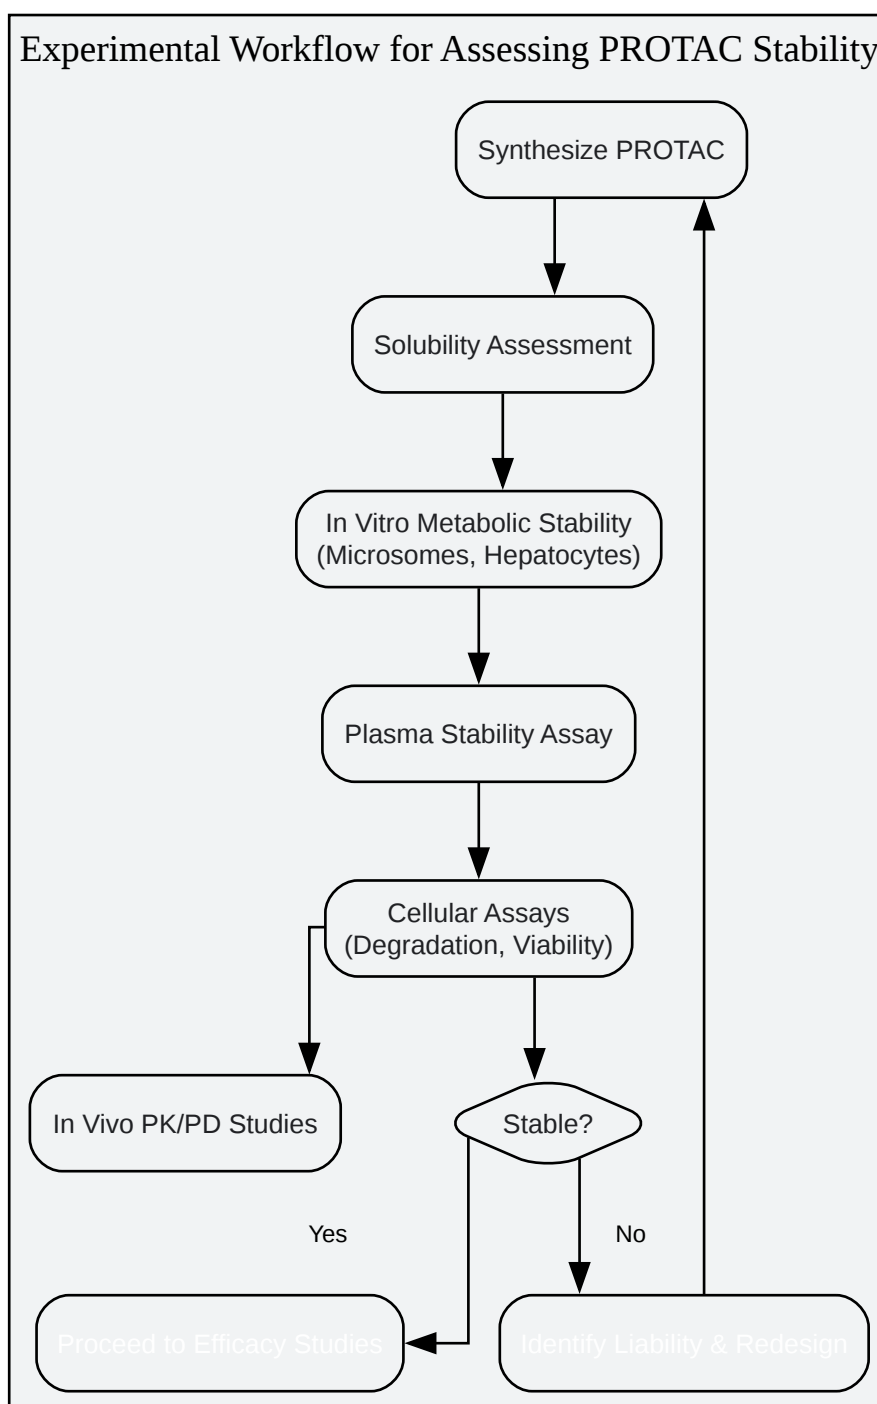 Experimental Workflow for Assessing PROTAC Stability
Synthesize PROTAC
Solubility Assessment
In Vitro Metabolic Stability
(Microsomes, Hepatocytes)
Plasma Stability Assay
Cellular Assays
(Degradation, Viability)
In Vivo PK/PD Studies
Stable?
Yes
No
Proceed to Efficacy Studies
Identify Liability & Redesign